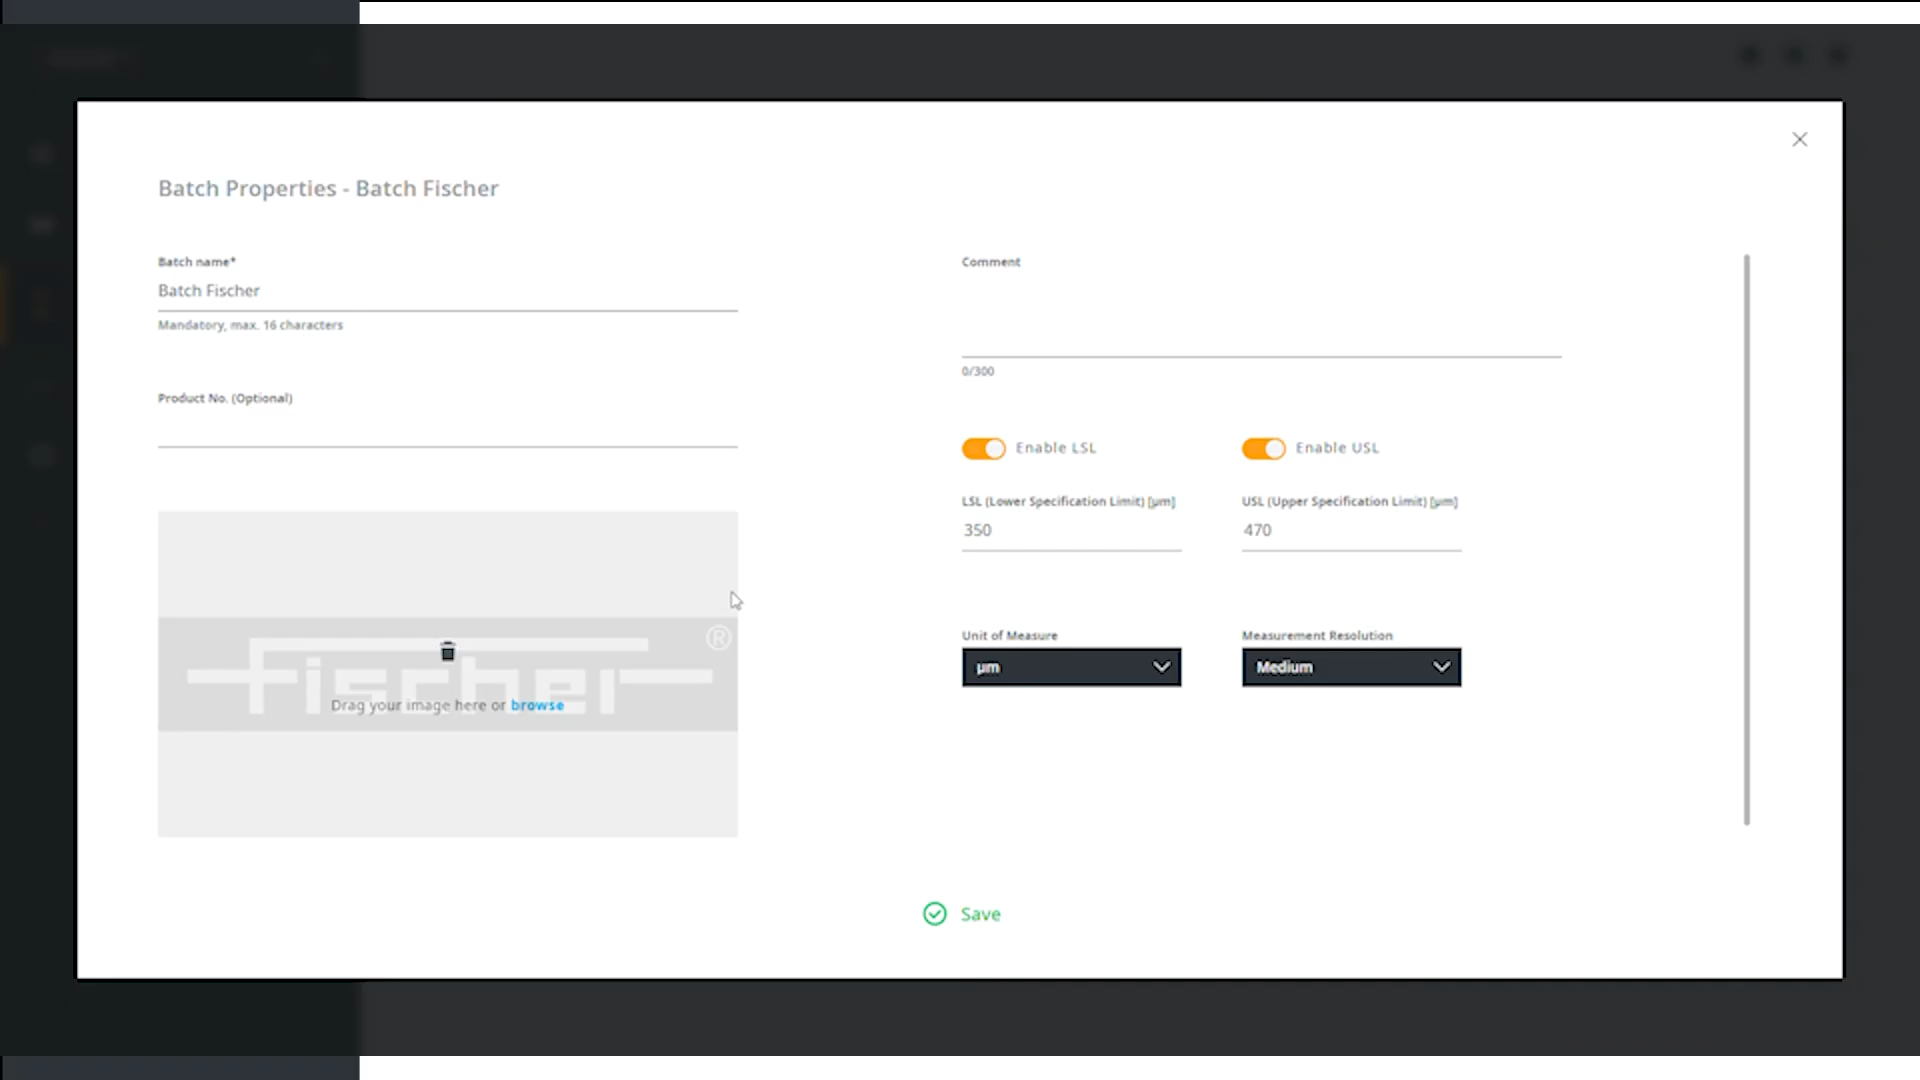 Batch Properties - Batch Fischer
Batch name*
Batch Fischer
Mandatory, max. 16 characters
Product No. (Optional)
fischer®
Drag your image here or browse
Comment
0/300
Enable LSL
Enable USL
LSL (Lower Specification Limit) [µm]
350
USL (Upper Specification Limit) [µm]
470
Unit of Measure
µm
Measurement Resolution
Medium
Save